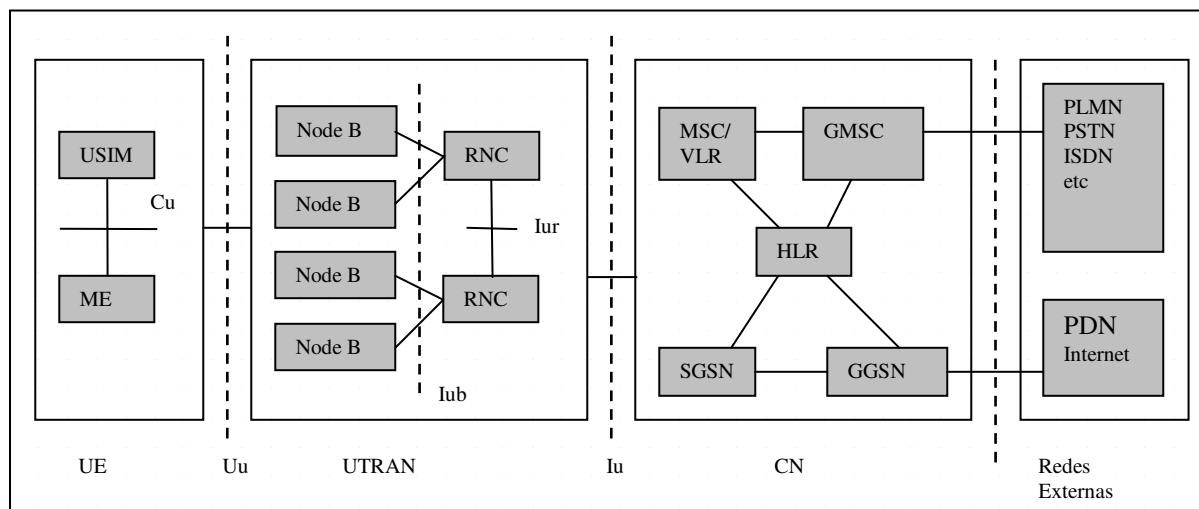 USIM
Cu
ME
Node B
Node B
Node B
Node B
RNC
Iur
RNC
Iub
MSC/
VLR
GMSC
HLR
SGSN
GGSN
PLMN
PSTN
ISDN
etc
PDN
Internet
UE
Uu
UTRAN
Iu
CN
Redes
Externas